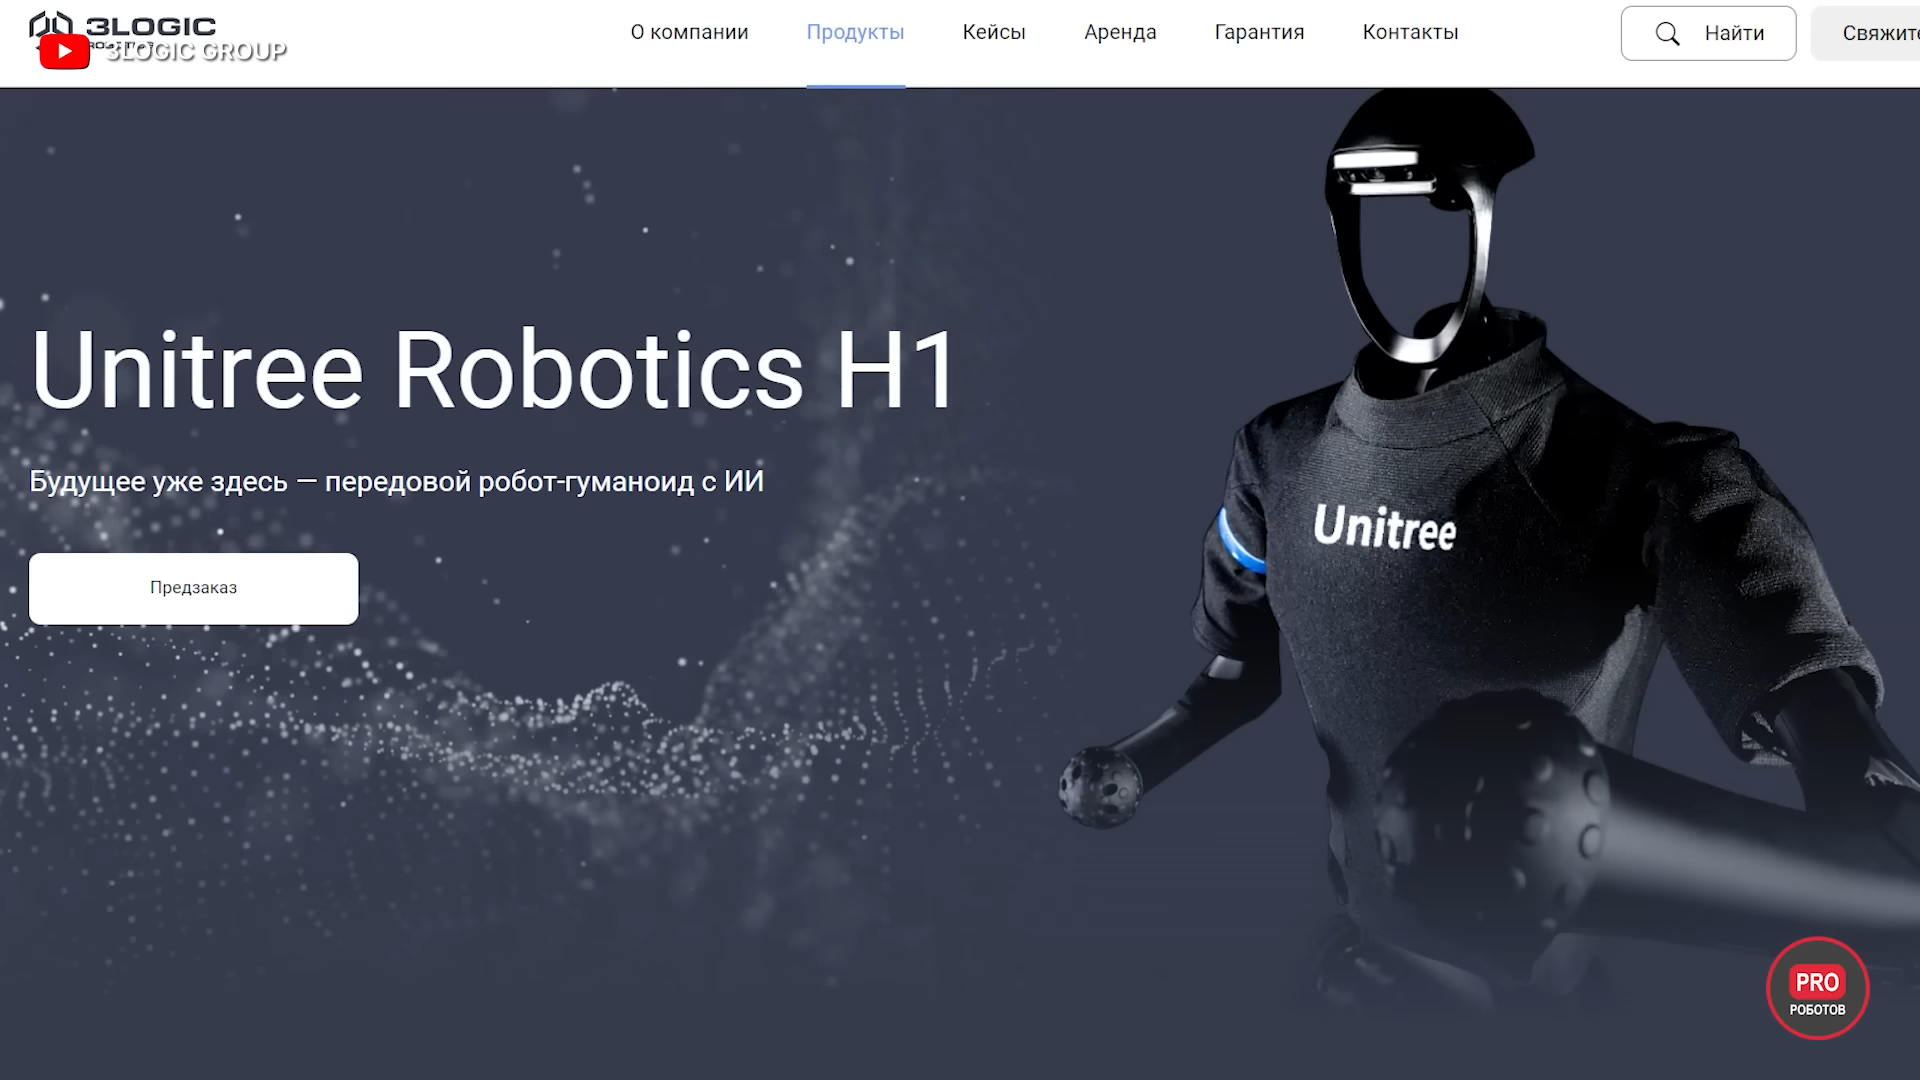 3LOGIC
3LOGIC GROUP
О компании
Продукты
Кейсы
Аренда
Гарантия
Контакты
Найти
Unitree Robotics H1
Будущее уже здесь — передовой робот-гуманоид с ИИ
Предзаказ
Unitree
PRO
РОБОТОВ